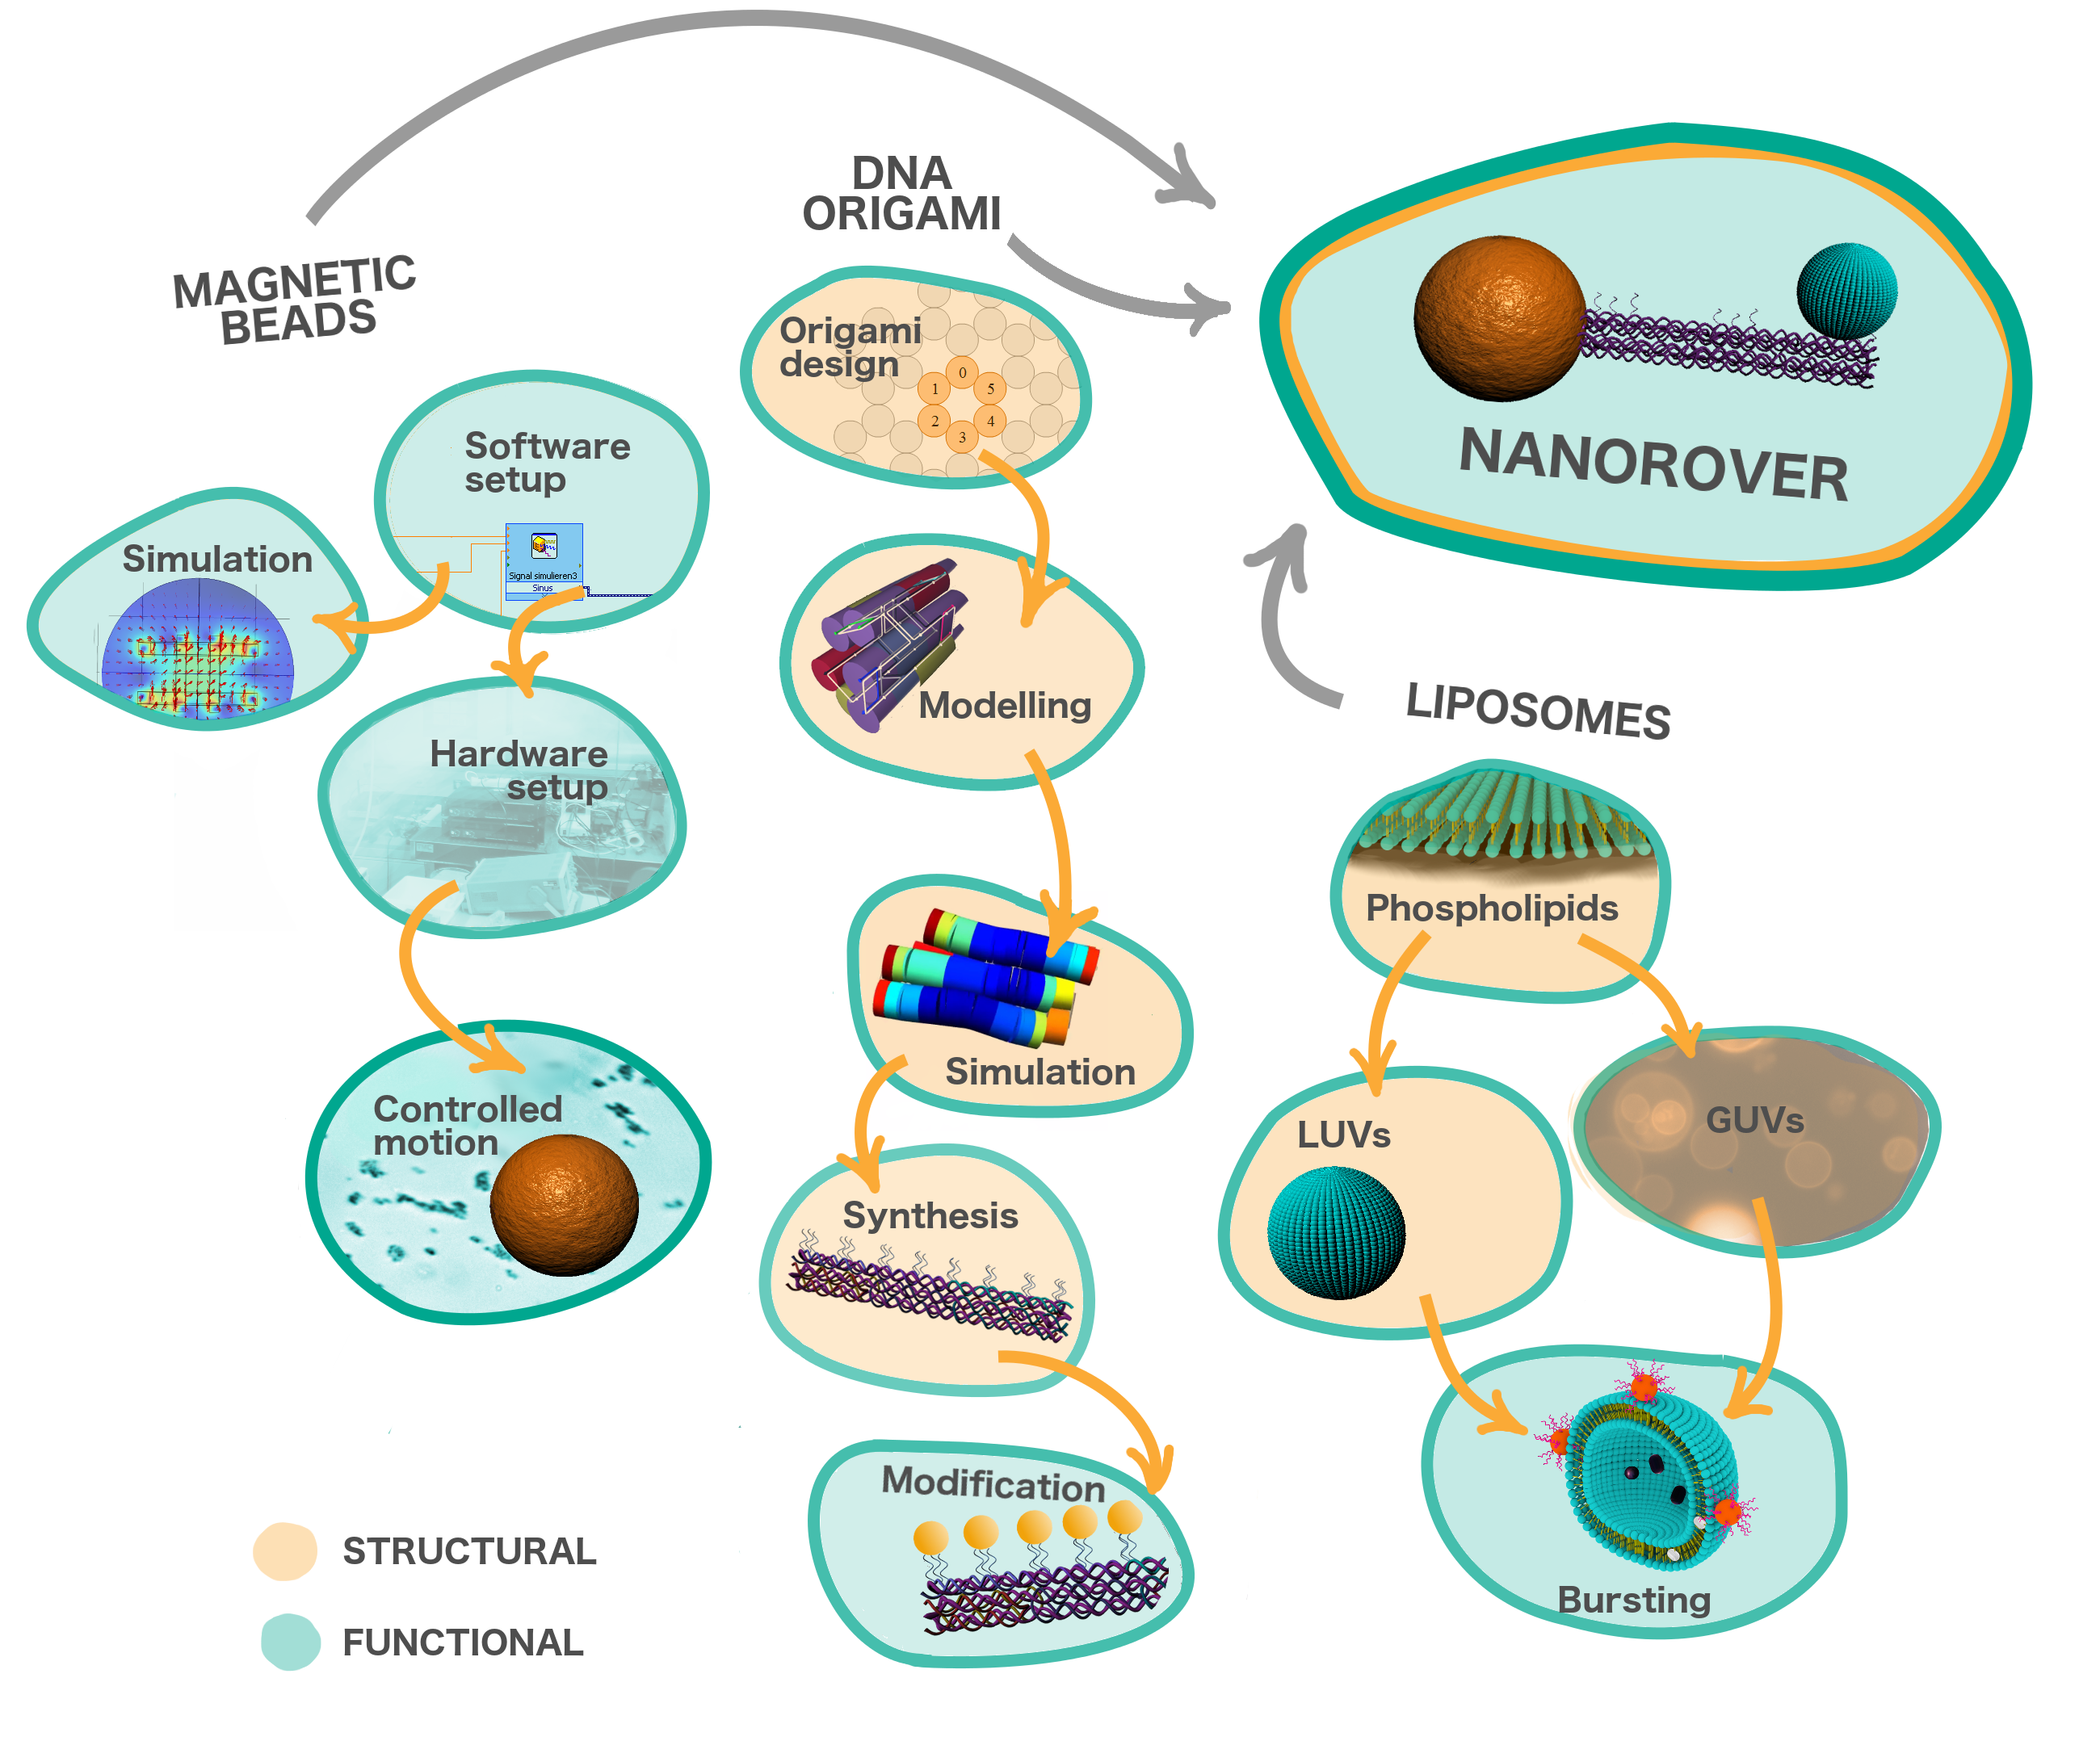 MAGNETIC
BEADS
Software
setup
Signal simulieren3
Sinus
Simulation
Hardware
setup
Controlled
motion
DNA
ORIGAMI
Origami
design
0
1
5
2
4
3
Modelling
Simulation
Synthesis
Modification
NANOROVER
LIPOSOMES
Phospholipids
LUVs
GUVs
Bursting
STRUCTURAL
FUNCTIONAL